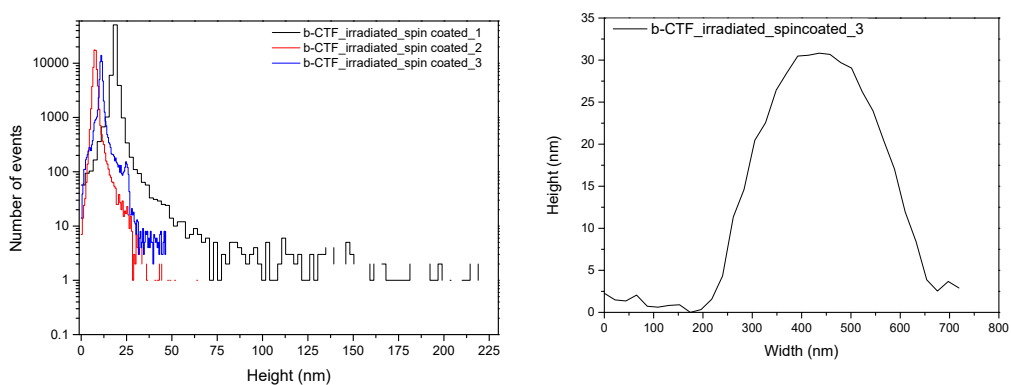 b-CTF_irradiated_spin coated_1
b-CTF_irradiated_spin coated_2
b-CTF_irradiated_spin coated_3
10000
1000
100
10
1
0.1
Number of events
0 25 50 75 100 125 150 175 200 225
Height (nm)
b-CTF_irradiated_spincoated_3
35
30
25
20
15
10
5
0
Height (nm)
0 100 200 300 400 500 600 700 800
Width (nm)